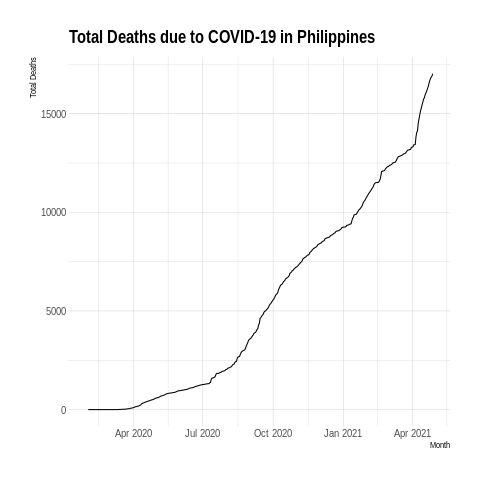 Total Deaths due to COVID-19 in Philippines
Total Deaths
15000
10000
5000
0
Apr 2020 Jul 2020 Oct 2020 Jan 2021 Apr 2021
Month